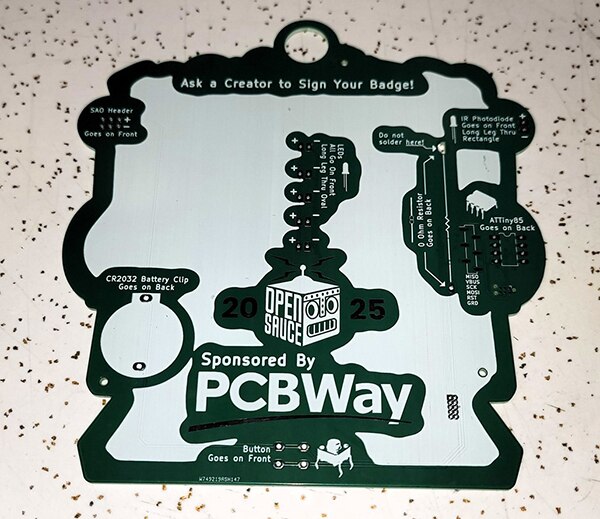 Ask a Creator to Sign Your Badge!
SAO Header
Goes on Front
LEDs
All Go On Front
Long Leg Thru Oval
Do not
solder here!
IR Photodiode
Goes on Front
Long Leg Thru
Rectangle
0 Ohm Resistor
Goes on Back
ATTiny85
Goes on Back
MISO
VBUS
SCK
MOSI
RST
GRD
CR2032 Battery Clip
Goes on Back
20
OPEN
SAUCE
25
Sponsored By
PCBWay
Button
Goes on Front
W749219ASH147